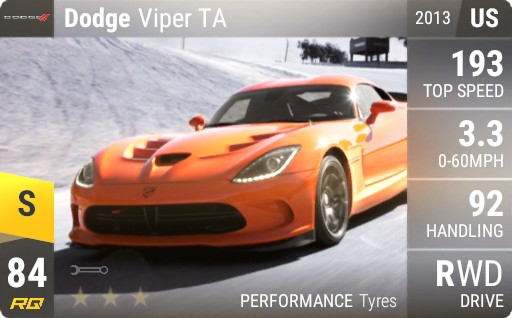 DODGE
Dodge Viper TA
2013 US
193
TOP SPEED
3.3
0-60MPH
92
HANDLING
RWD
DRIVE
S
84
RQ
PERFORMANCE Tyres